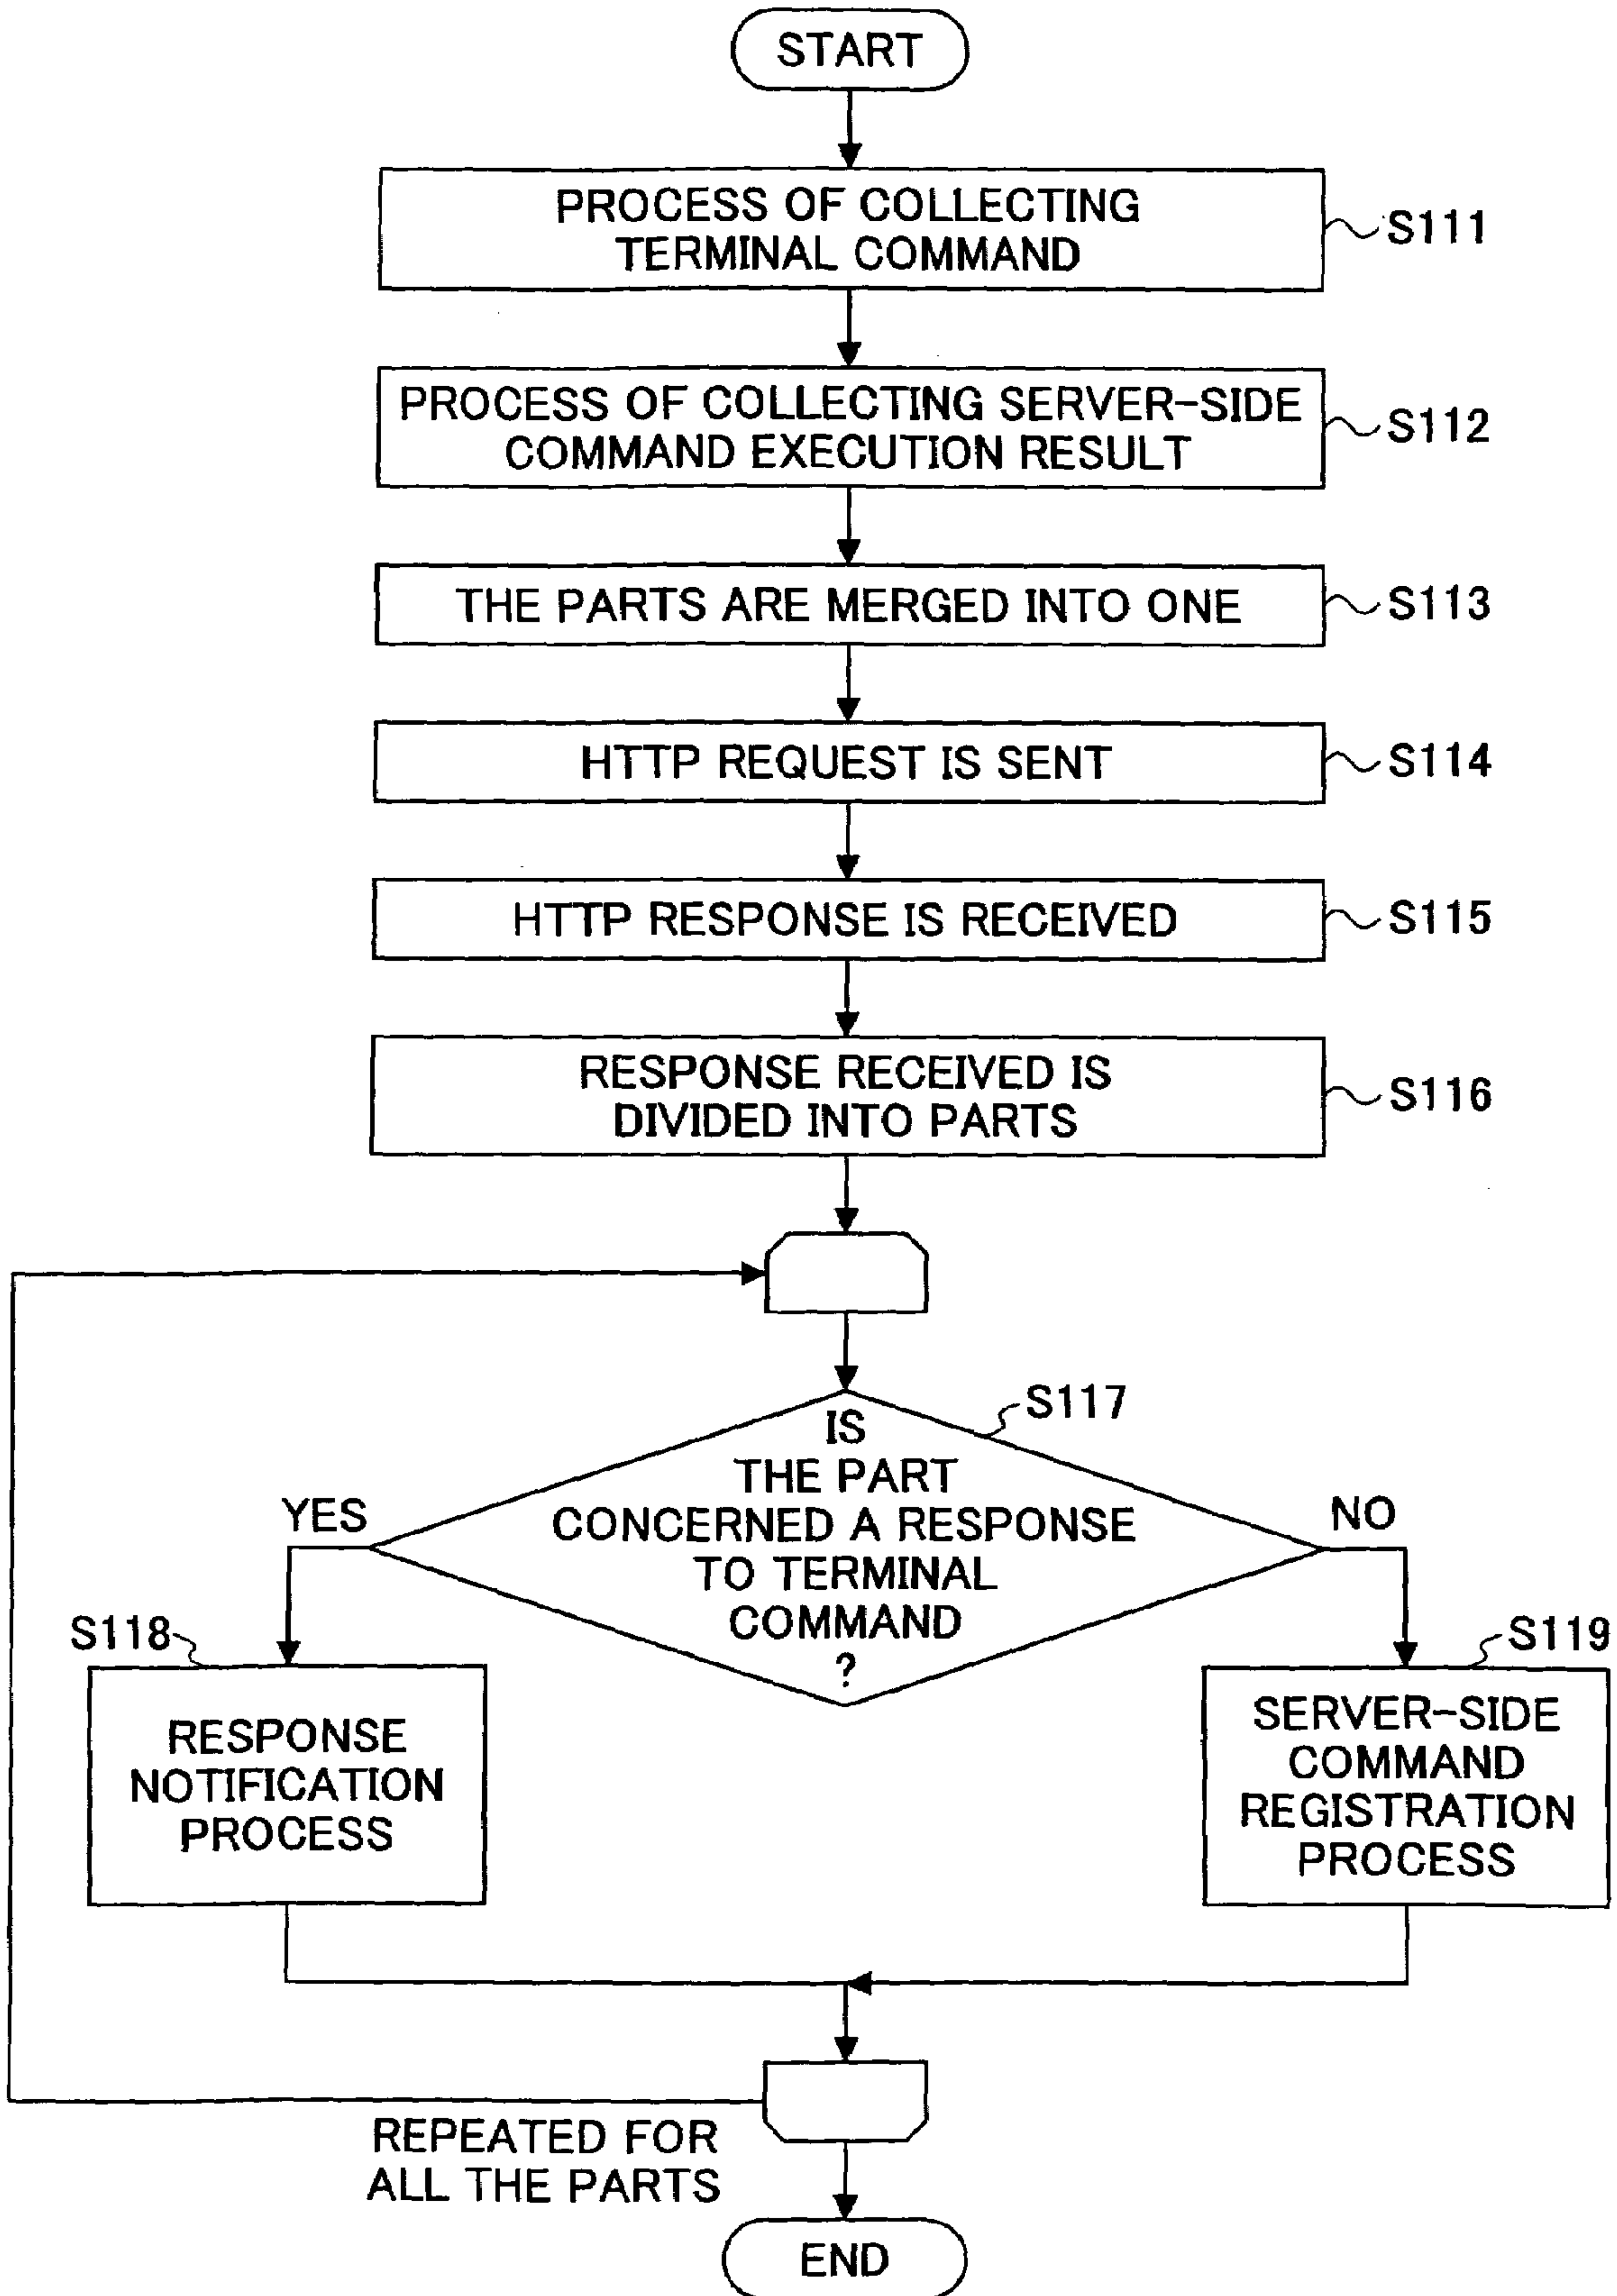 START
PROCESS OF COLLECTING
TERMINAL COMMAND
S111
PROCESS OF COLLECTING SERVER-SIDE
COMMAND EXECUTION RESULT
S112
THE PARTS ARE MERGED INTO ONE
S113
HTTP REQUEST IS SENT
S114
HTTP RESPONSE IS RECEIVED
S115
RESPONSE RECEIVED IS
DIVIDED INTO PARTS
S116
S117
IS
THE PART
CONCERNED A RESPONSE
TO TERMINAL
COMMAND
?
YES
NO
S118
RESPONSE
NOTIFICATION
PROCESS
S119
SERVER-SIDE
COMMAND
REGISTRATION
PROCESS
REPEATED FOR
ALL THE PARTS
END